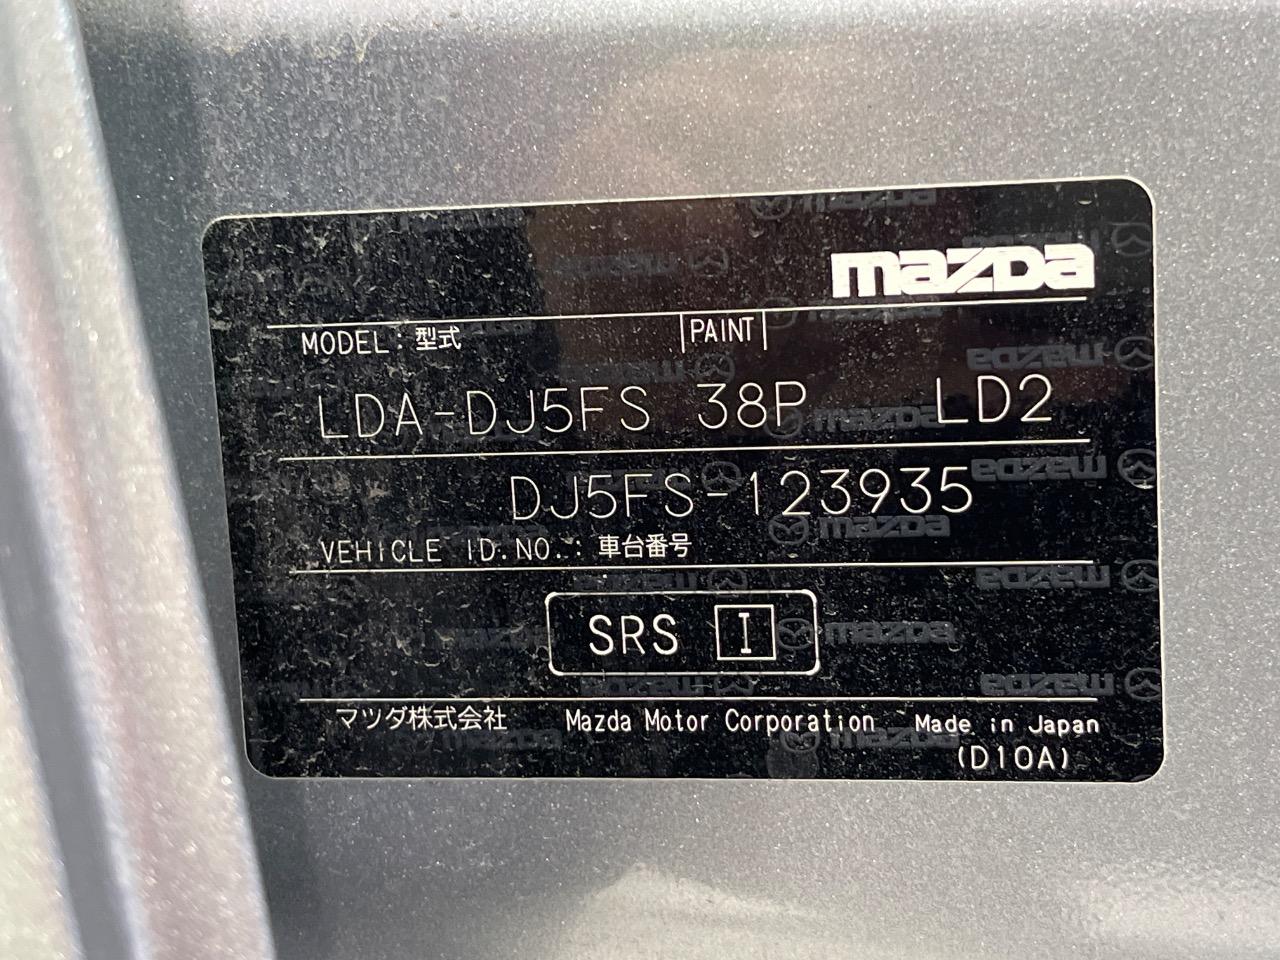 mazda
MODEL: 型式 PAINT
LDA-DJ5FS 38P LD2
DJ5FS-123935
VEHICLE ID.NO.: 車台番号
SRS I
マツダ株式会社 Mazda Motor Corporation Made in Japan
(D10A)